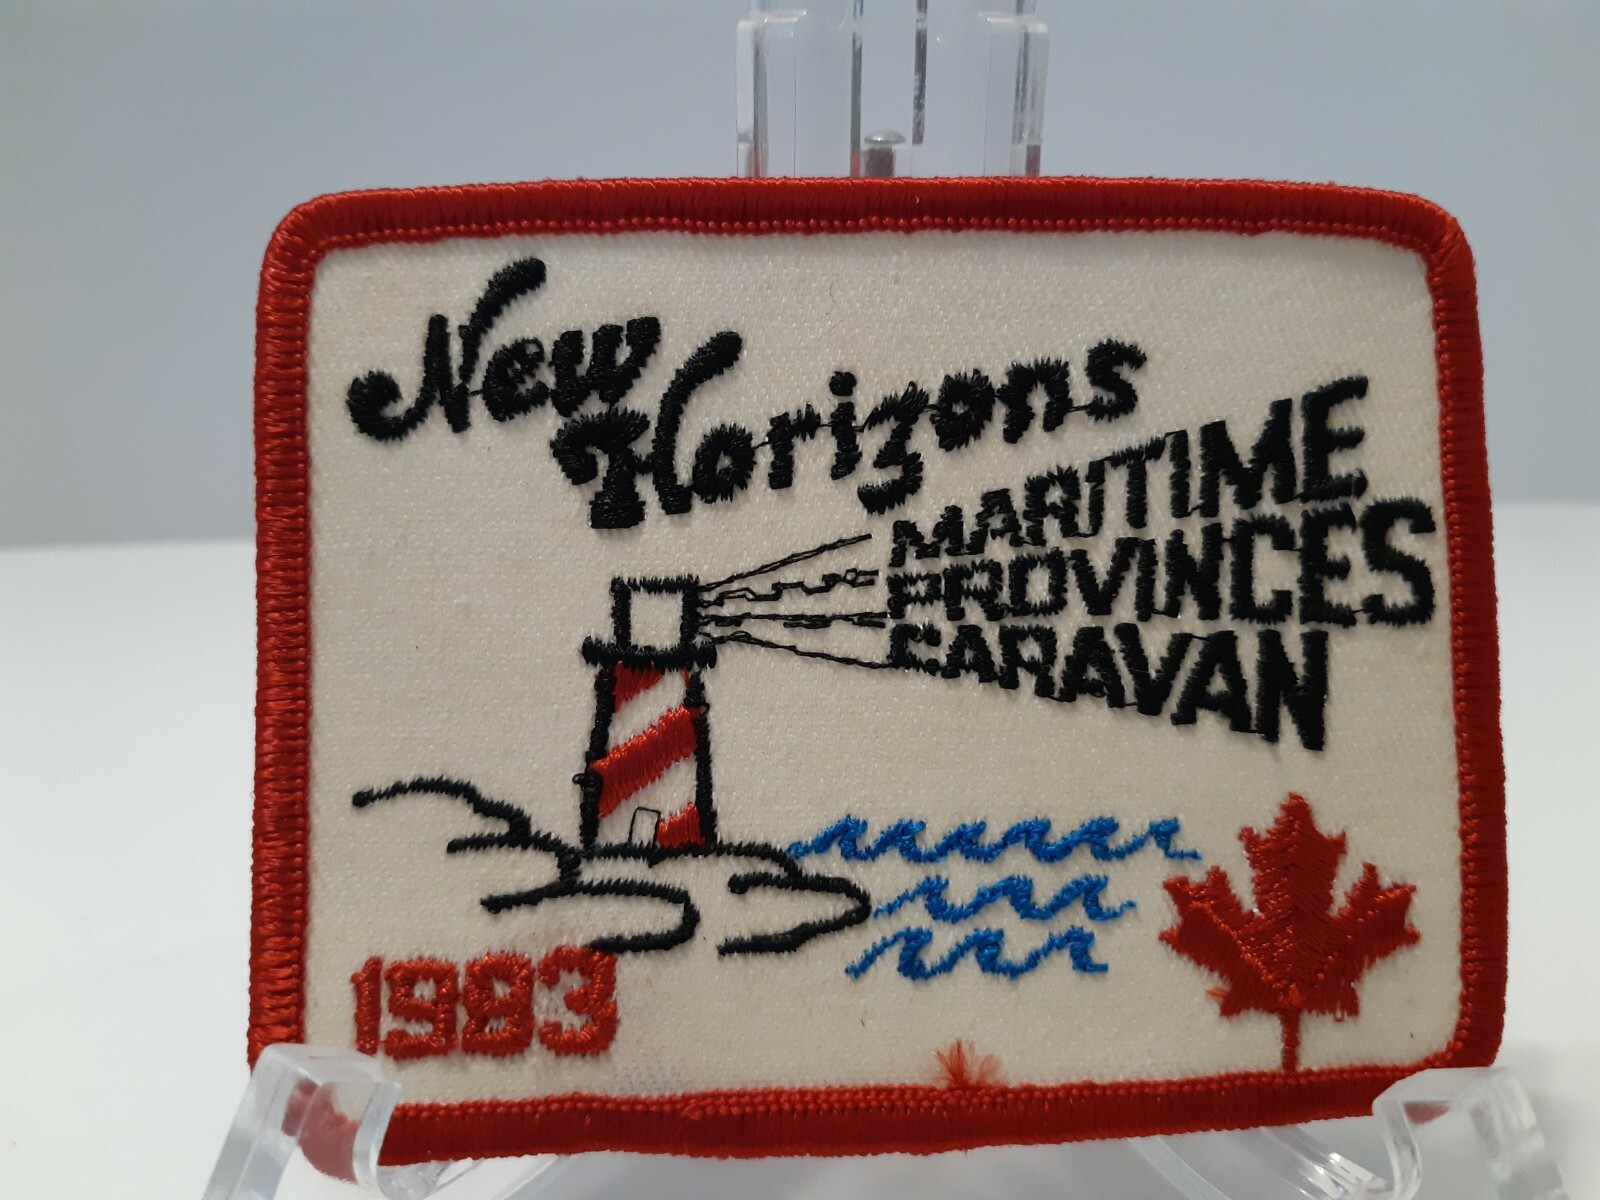 New
Horizons
MARITIME
PROVINCES
CARAVAN
1983